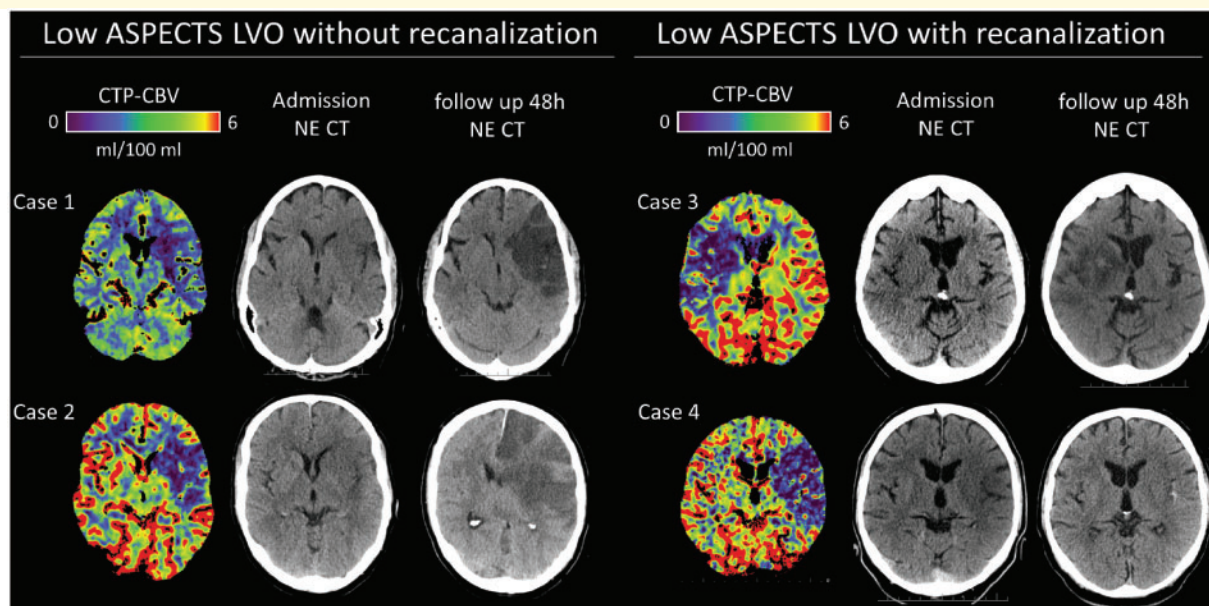 Low ASPECTS LVO without recanalization
CTP-CBV
0 6
ml/100 ml
Admission
NE CT
follow up 48h
NE CT
Case 1
Case 2
Low ASPECTS LVO with recanalization
CTP-CBV
0 6
ml/100 ml
Admission
NE CT
follow up 48h
NE CT
Case 3
Case 4